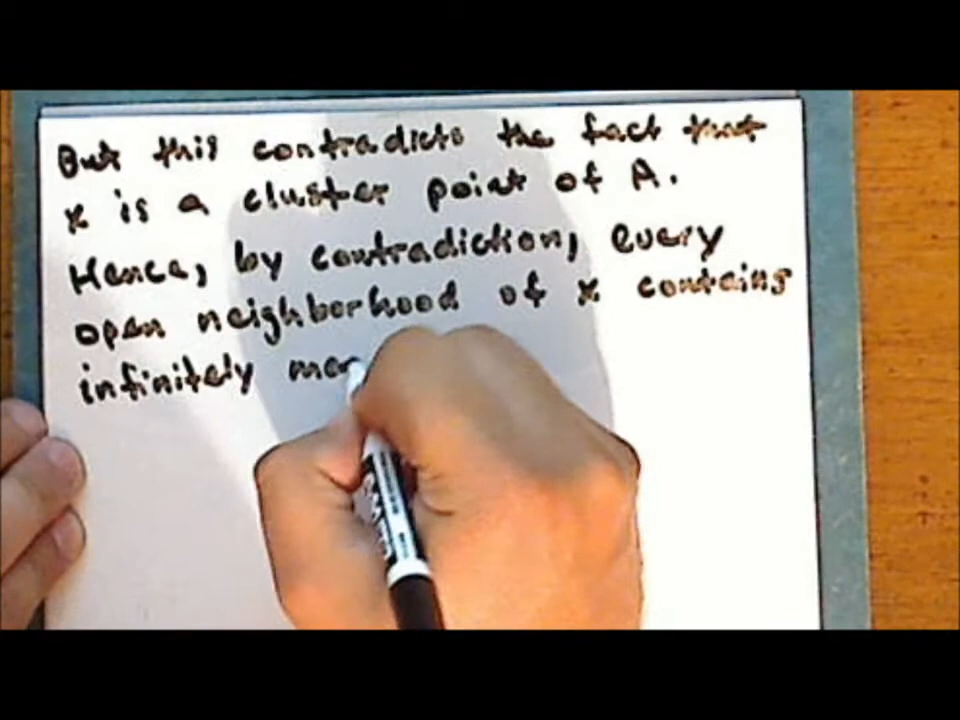 But this contradicts the fact that
x is a cluster point of A.
Hence, by contradiction, every
open neighborhood of x contains
infinitely man